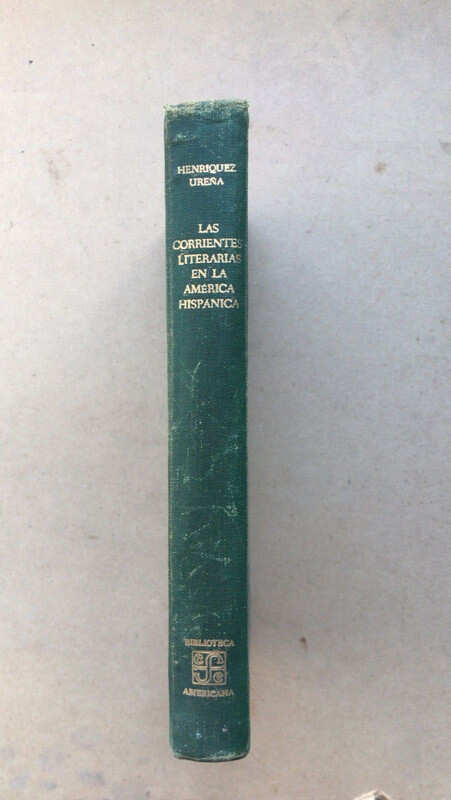 HENRIQUEZ
UREÑA
LAS
CORRIENTES
LITERARIAS
EN LA
AMÉRICA
HISPANICA
BIBLIOTECA
AMERICANA